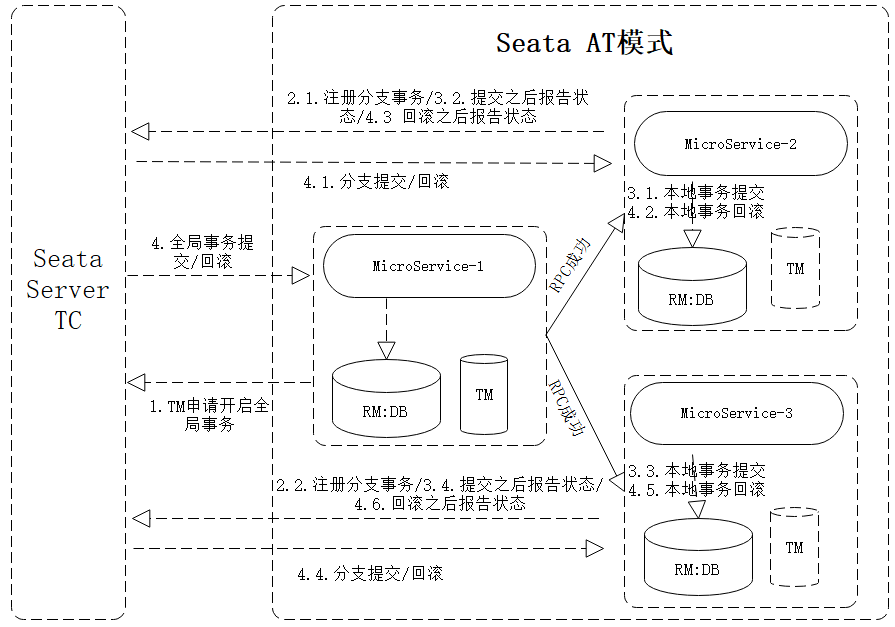 Seata AT模式
2.1.注册分支事务/3.2.提交之后报告状
态/4.3 回滚之后报告状态
MicroService-2
4.1.分支提交/回滚
3.1.本地事务提交
4.2.本地事务回滚
4.全局事务提
交/回滚
Seata
Server
TC
MicroService-1
RPC成功
RM:DB
TM
RM:DB
TM
1.TM申请开启全
局事务
RPC成功
MicroService-3
2.2.注册分支事务/3.4.提交之后报告状态/
4.6.回滚之后报告状态
3.3.本地事务提交
4.5.本地事务回滚
4.4.分支提交/回滚
RM:DB
TM